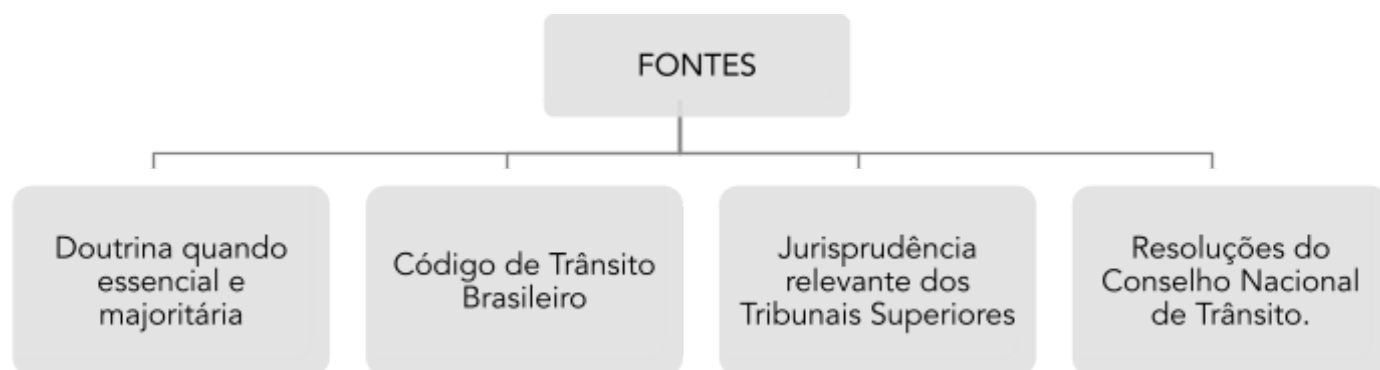 FONTES
Doutrina quando
essencial e
majoritária
Código de Trânsito
Brasileiro
Jurisprudência
relevante dos
Tribunais Superiores
Resoluções do
Conselho Nacional
de Trânsito.